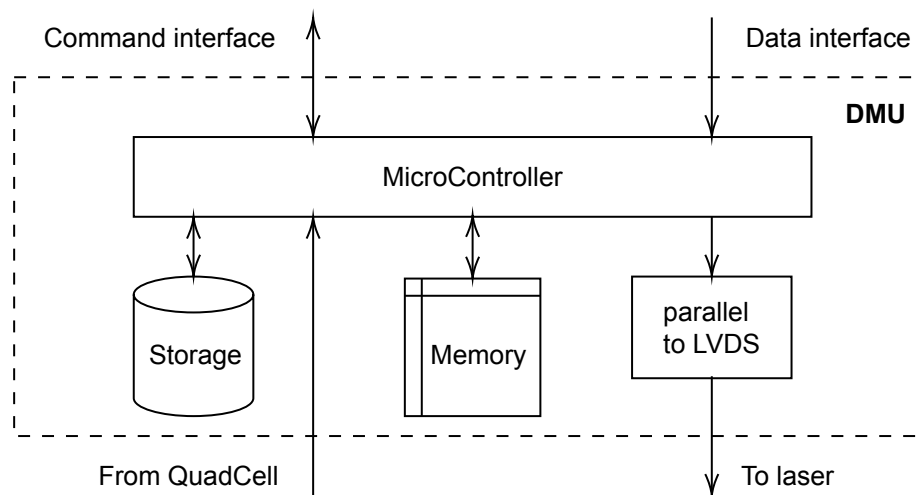 Command interface
Data interface
DMU
MicroController
Storage
Memory
parallel
to LVDS
From QuadCell
To laser